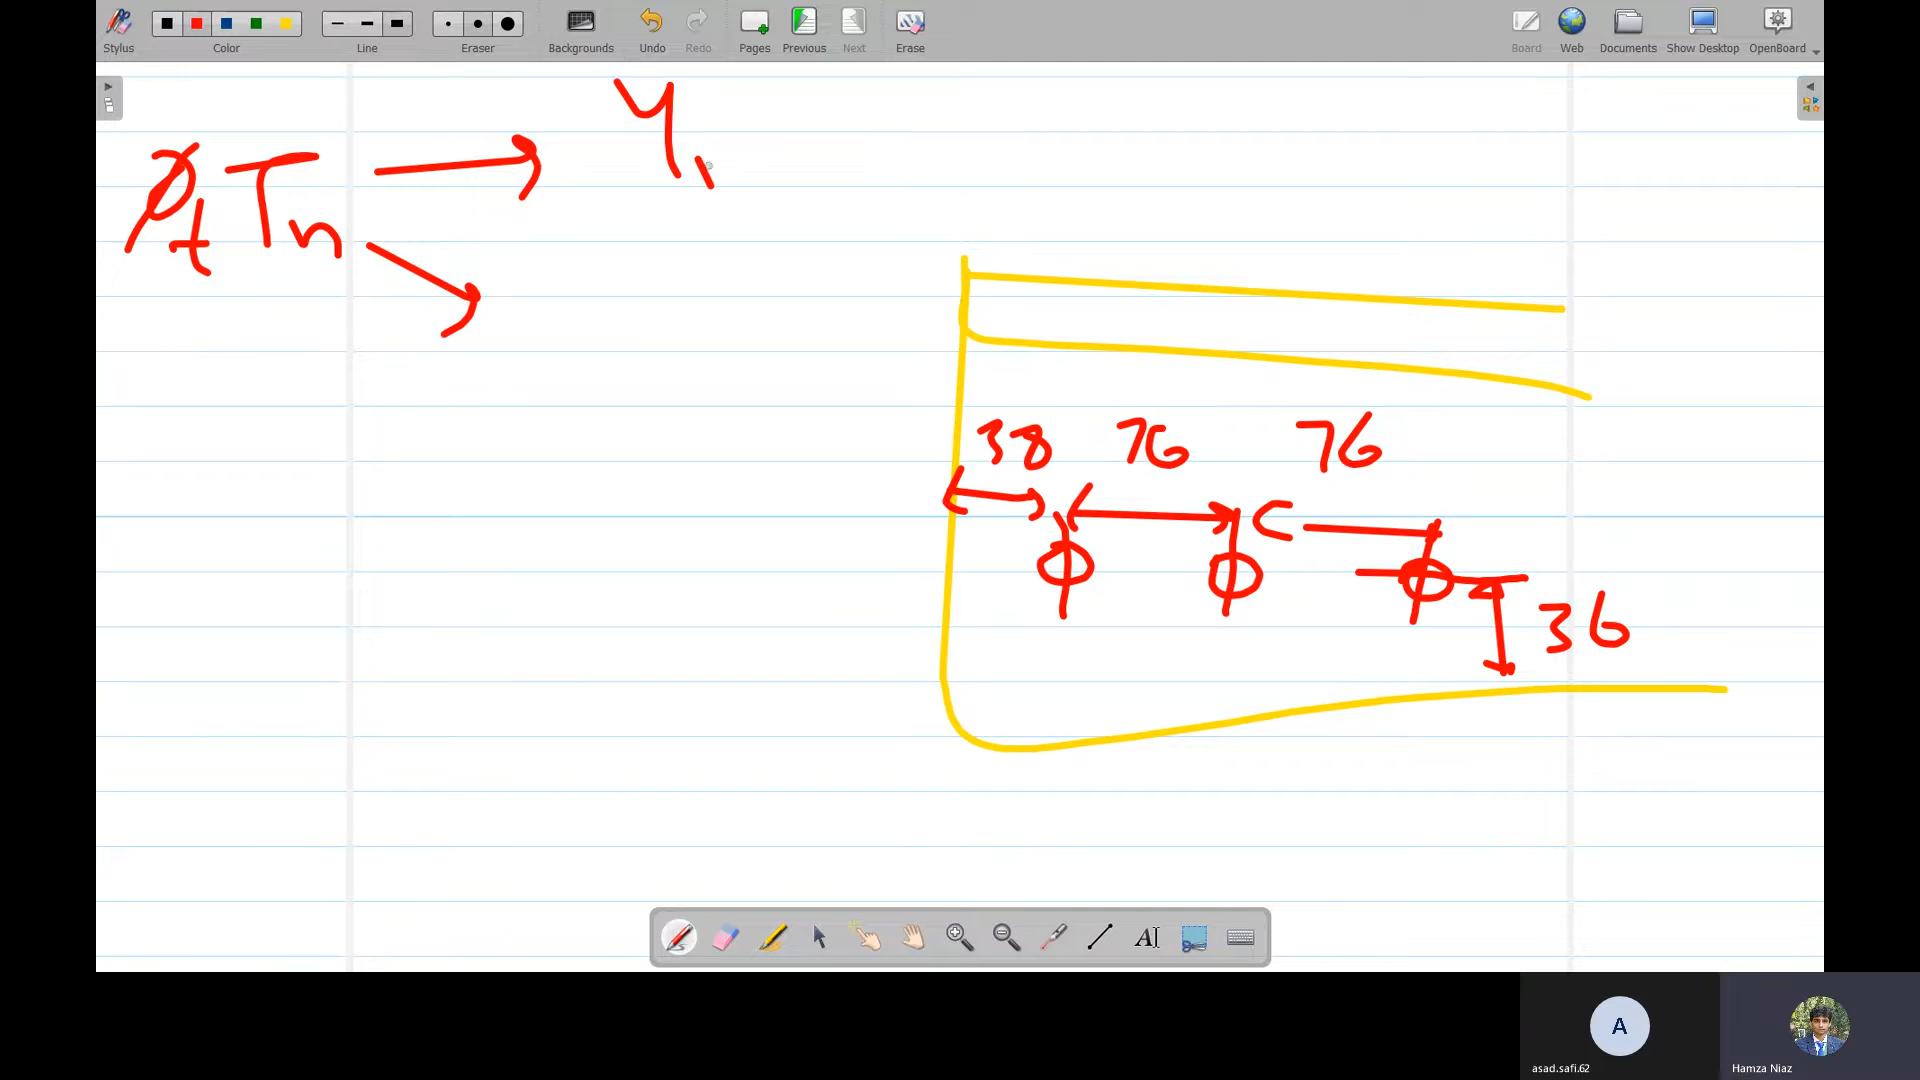 Stylus
Color
Line
Eraser
Backgrounds
Undo
Redo
Pages
Previous
Next
Erase
Board
Web
Documents
Show Desktop
OpenBoard
ϕt Tn
Y
38 76 76
36
A
asad.safi.62
Hamza Niaz